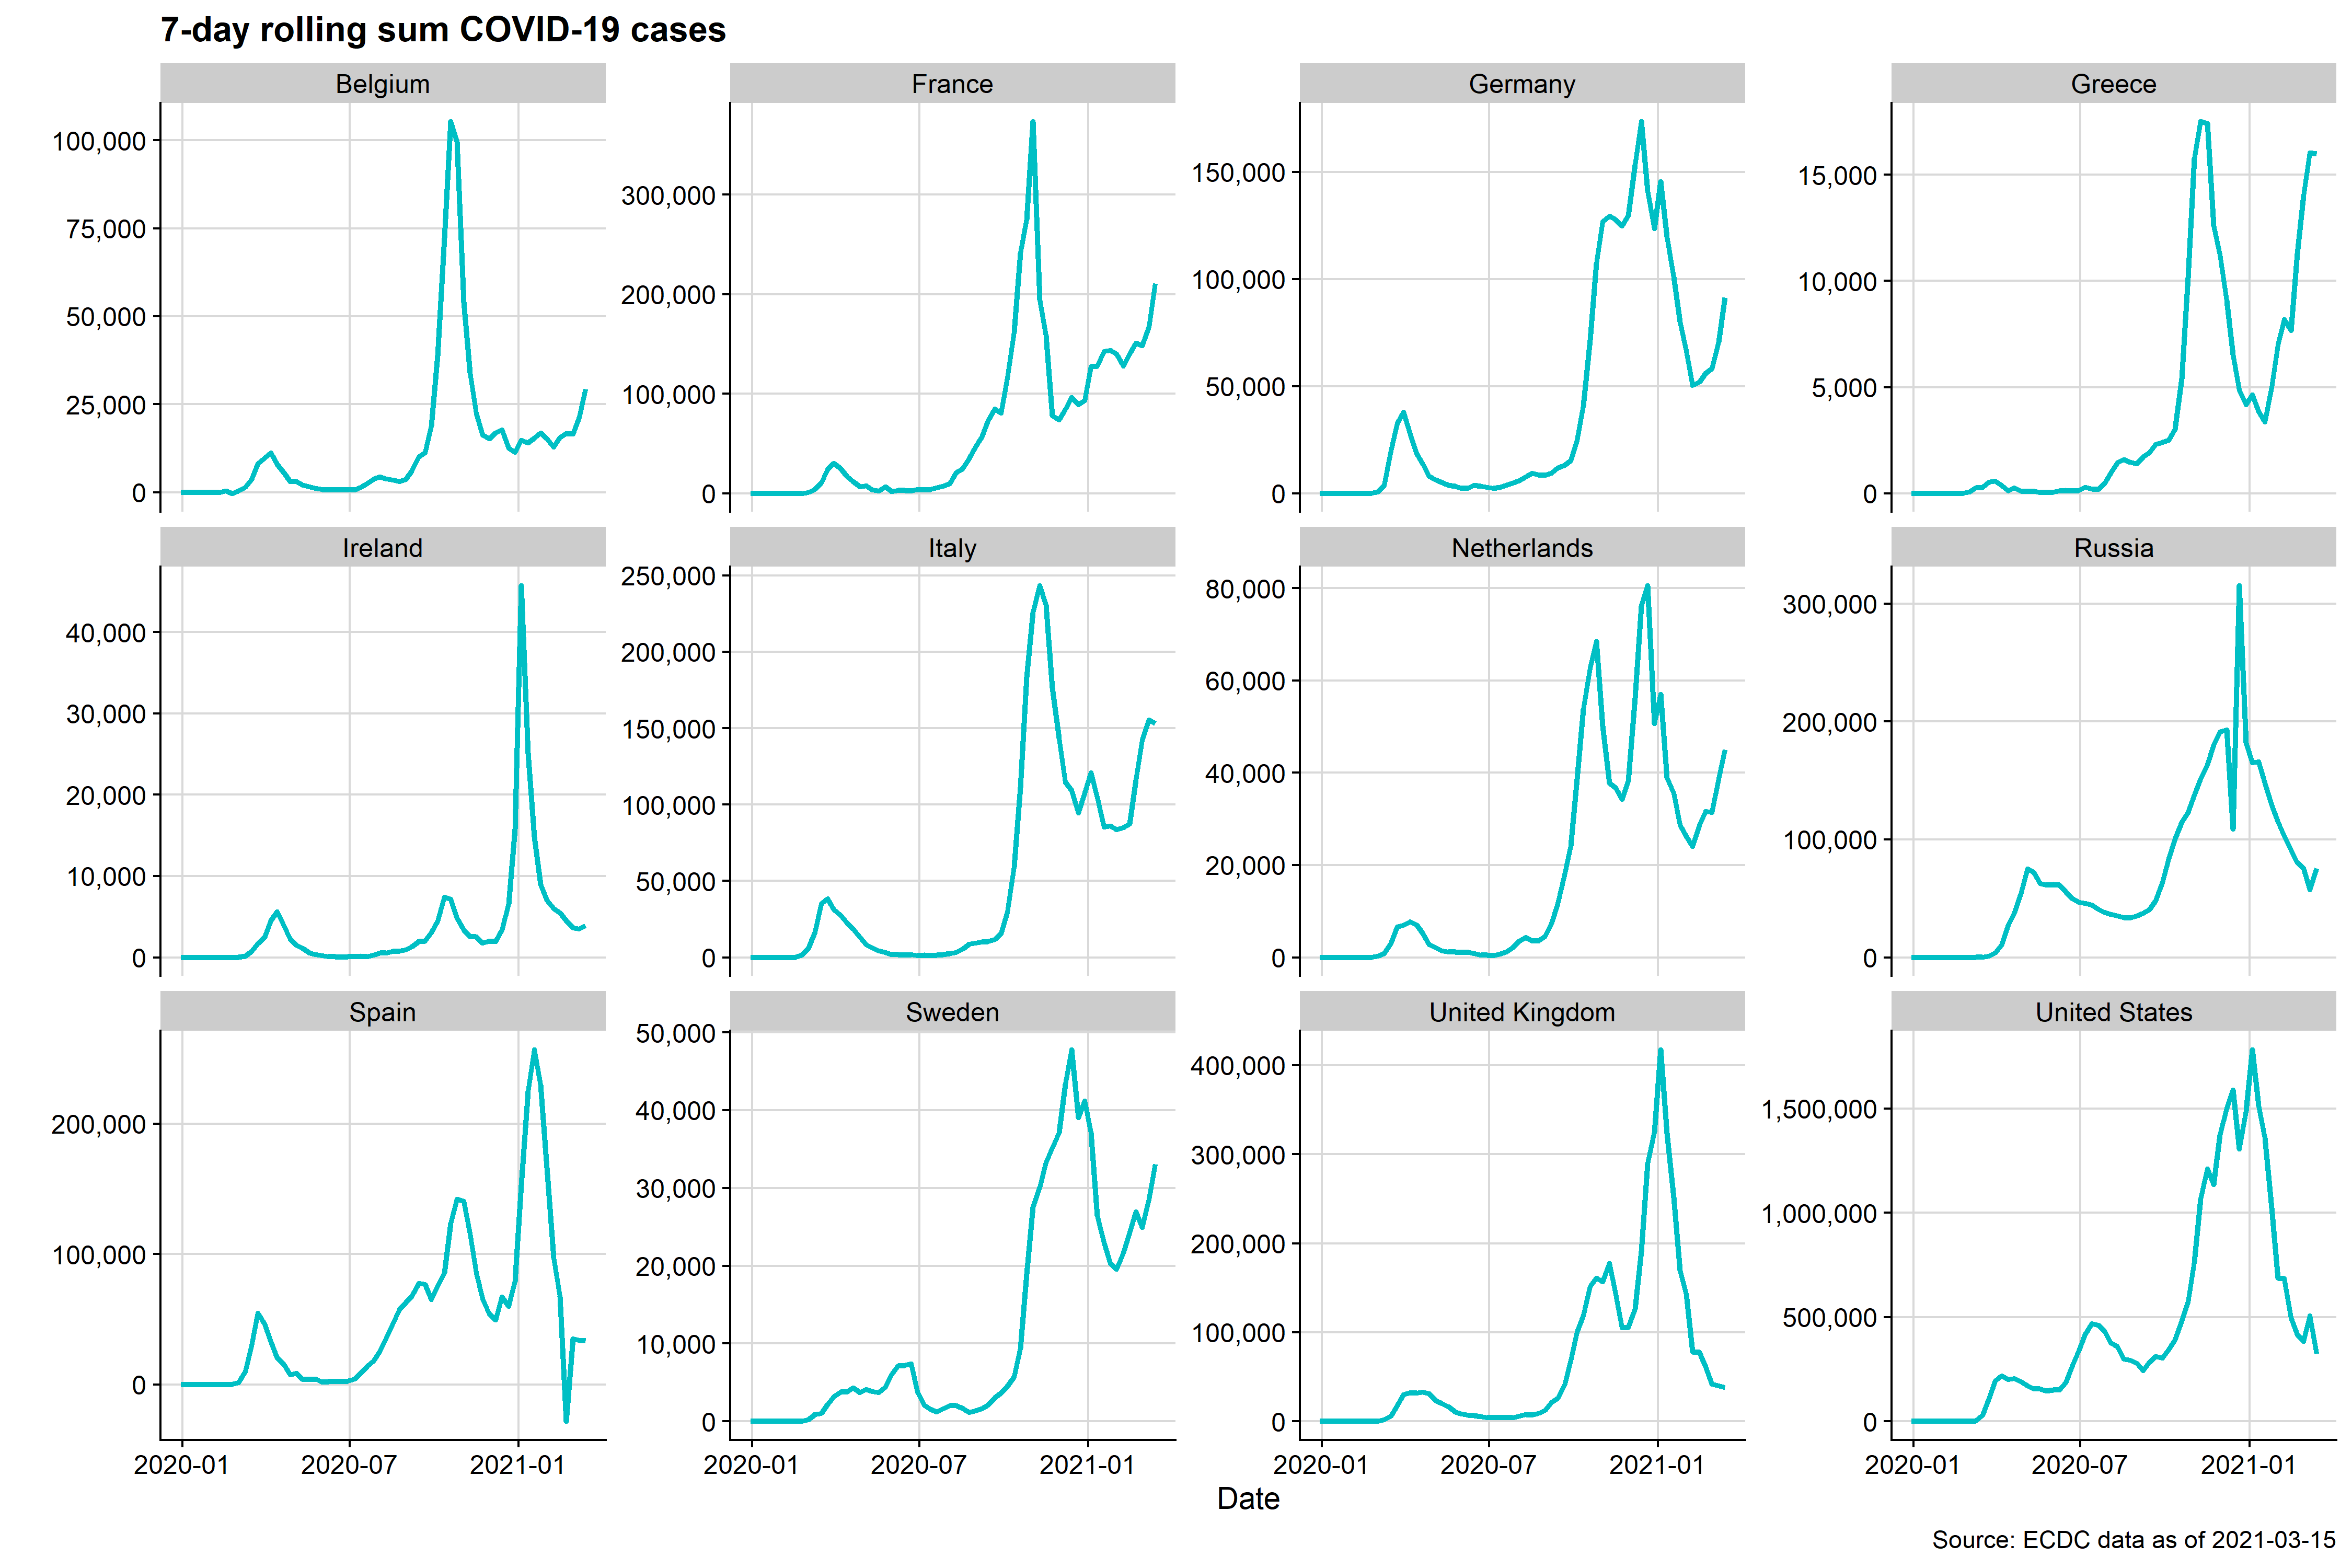 7-day rolling sum COVID-19 cases
Belgium
100,000
75,000
50,000
25,000
0
France
300,000
200,000
100,000
0
Germany
150,000
100,000
50,000
0
Greece
15,000
10,000
5,000
0
Ireland
40,000
30,000
20,000
10,000
0
Italy
250,000
200,000
150,000
100,000
50,000
0
Netherlands
80,000
60,000
40,000
20,000
0
Russia
300,000
200,000
100,000
0
Spain
200,000
100,000
0
2020-01 2020-07 2021-01
Sweden
50,000
40,000
30,000
20,000
10,000
0
2020-01 2020-07 2021-01
United Kingdom
400,000
300,000
200,000
100,000
0
2020-01 2020-07 2021-01
United States
1,500,000
1,000,000
500,000
0
2020-01 2020-07 2021-01
Date
Source: ECDC data as of 2021-03-15